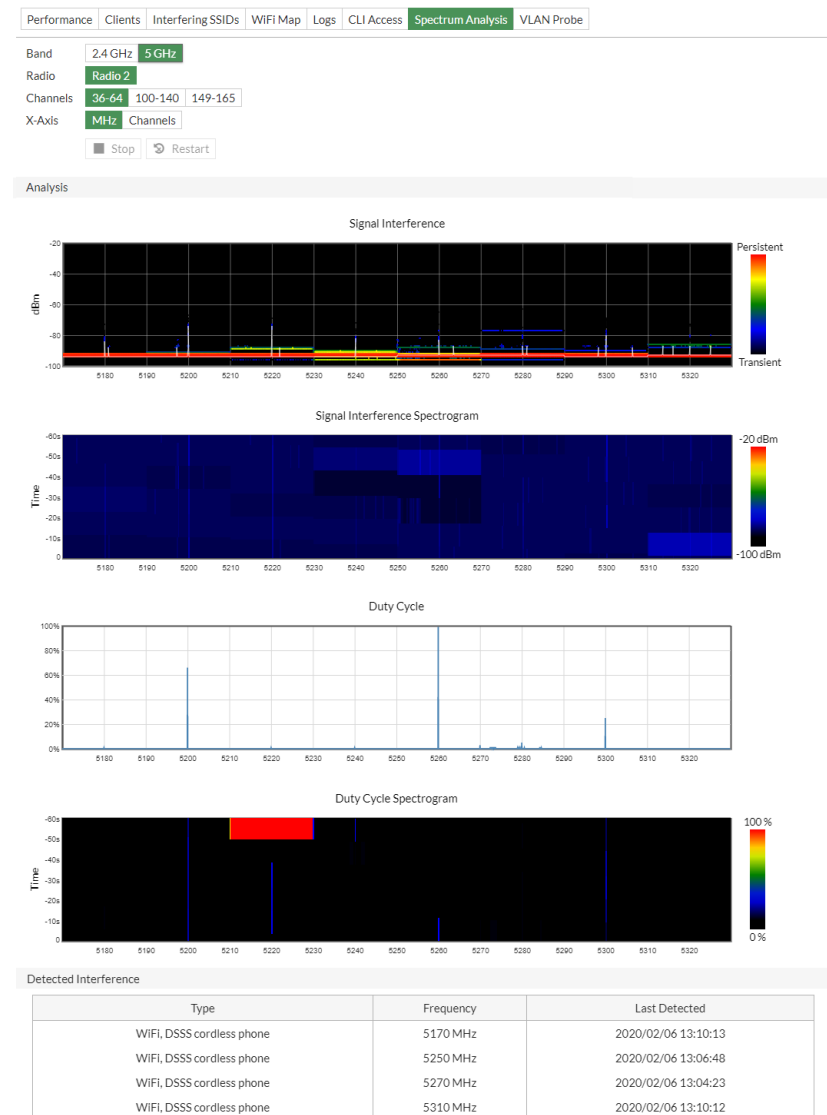 Performance Clients Interfering SSIDs WiFi Map Logs CLI Access Spectrum Analysis VLAN Probe
Band 2.4 GHz 5 GHz
Radio Radio 2
Channels 36-64 100-140 149-165
X-Axis MHz Channels
Stop Restart
Analysis
Signal Interference
-20
-40
-60
-80
-100
dBm
5180 5190 5200 5210 5220 5230 5240 5250 5260 5270 5280 5290 5300 5310 5320
Persistent
Transient
Signal Interference Spectrogram
-60s
-50s
-40s
-30s
-20s
-10s
0
Time
5180 5190 5200 5210 5220 5230 5240 5250 5260 5270 5280 5290 5300 5310 5320
-20 dBm
-100 dBm
Duty Cycle
100%
80%
60%
40%
20%
0%
5180 5190 5200 5210 5220 5230 5240 5250 5260 5270 5280 5290 5300 5310 5320
Duty Cycle Spectrogram
-60s
-50s
-40s
-30s
-20s
-10s
0
Time
5180 5190 5200 5210 5220 5230 5240 5250 5260 5270 5280 5290 5300 5310 5320
100 %
0 %
Detected Interference
Type Frequency Last Detected
WiFi, DSSS cordless phone 5170 MHz 2020/02/06 13:10:13
WiFi, DSSS cordless phone 5250 MHz 2020/02/06 13:06:48
WiFi, DSSS cordless phone 5270 MHz 2020/02/06 13:04:23
WiFi, DSSS cordless phone 5310 MHz 2020/02/06 13:10:12